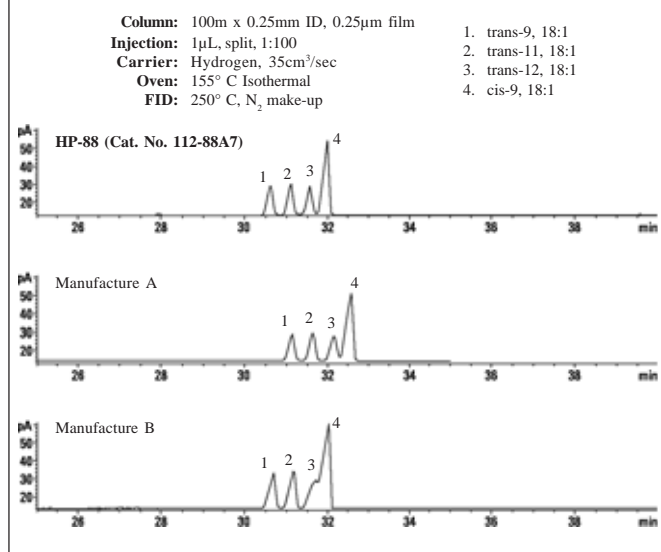 Column: 100m x 0.25mm ID, 0.25µm film
Injection: 1µL, split, 1:100
Carrier: Hydrogen, 35cm³/sec
Oven: 155° C Isothermal
FID: 250° C, N₂ make-up
1. trans-9, 18:1
2. trans-11, 18:1
3. trans-12, 18:1
4. cis-9, 18:1
pA
HP-88 (Cat. No. 112-88A7)
50
40
30
20
1 2 3 4
26 28 30 32 34 36 38 min
pA
Manufacture A
50
40
30
20
1 2 3 4
26 28 30 32 34 36 38 min
pA
Manufacture B
50
40
30
20
1 2 3 4
26 28 30 32 34 36 38 min